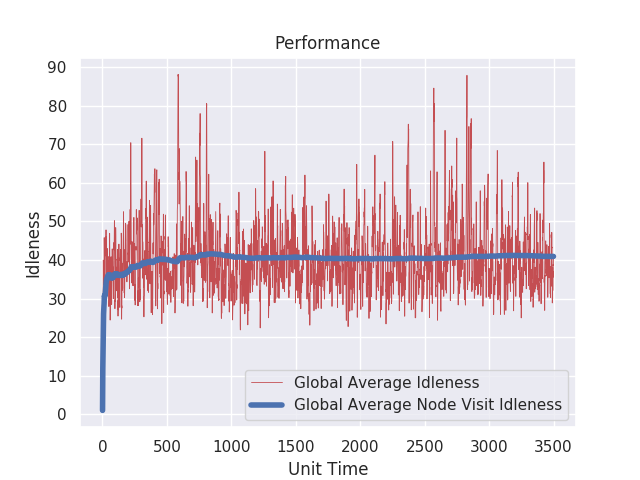 Performance
90
80
70
60
50
40
30
20
10
0
Idleness
Global Average Idleness
Global Average Node Visit Idleness
0 500 1000 1500 2000 2500 3000 3500
Unit Time